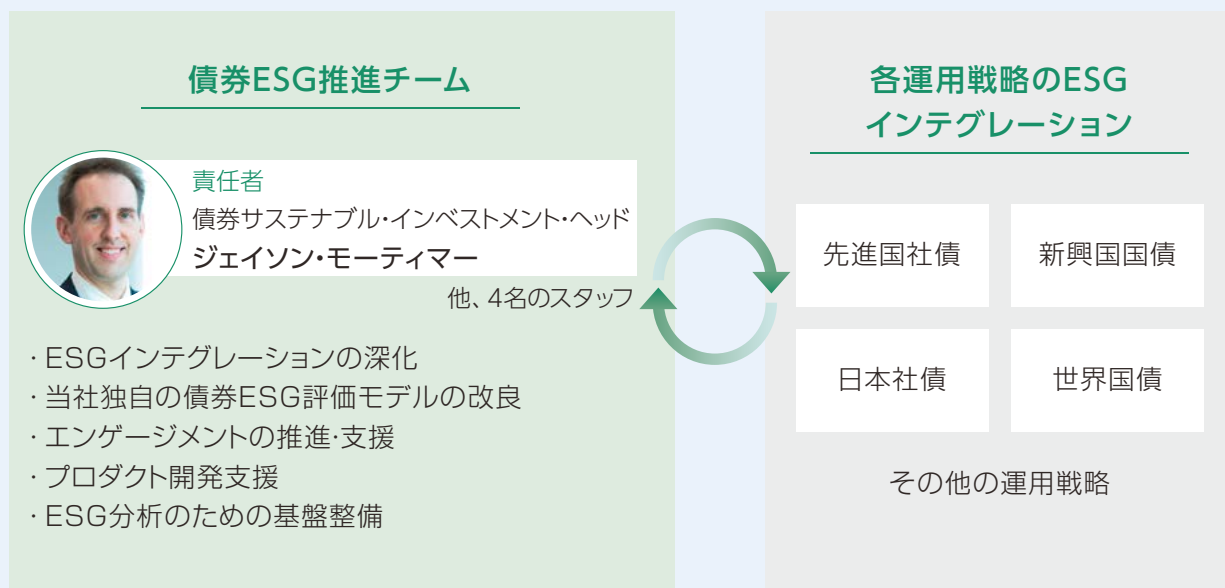 債券ESG推進チーム
責任者
債券サステナブル・インベストメント・ヘッド
ジェイソン・モーティマー
他、4名のスタッフ
・ESGインテグレーションの深化
・当社独自の債券ESG評価モデルの改良
・エンゲージメントの推進・支援
・プロダクト開発支援
・ESG分析のための基盤整備
各運用戦略のESG
インテグレーション
先進国社債
新興国国債
日本社債
世界国債
その他の運用戦略